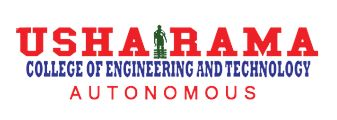 USHA RAMA
COLLEGE OF ENGINEERING AND TECHNOLOGY
AUTONOMOUS